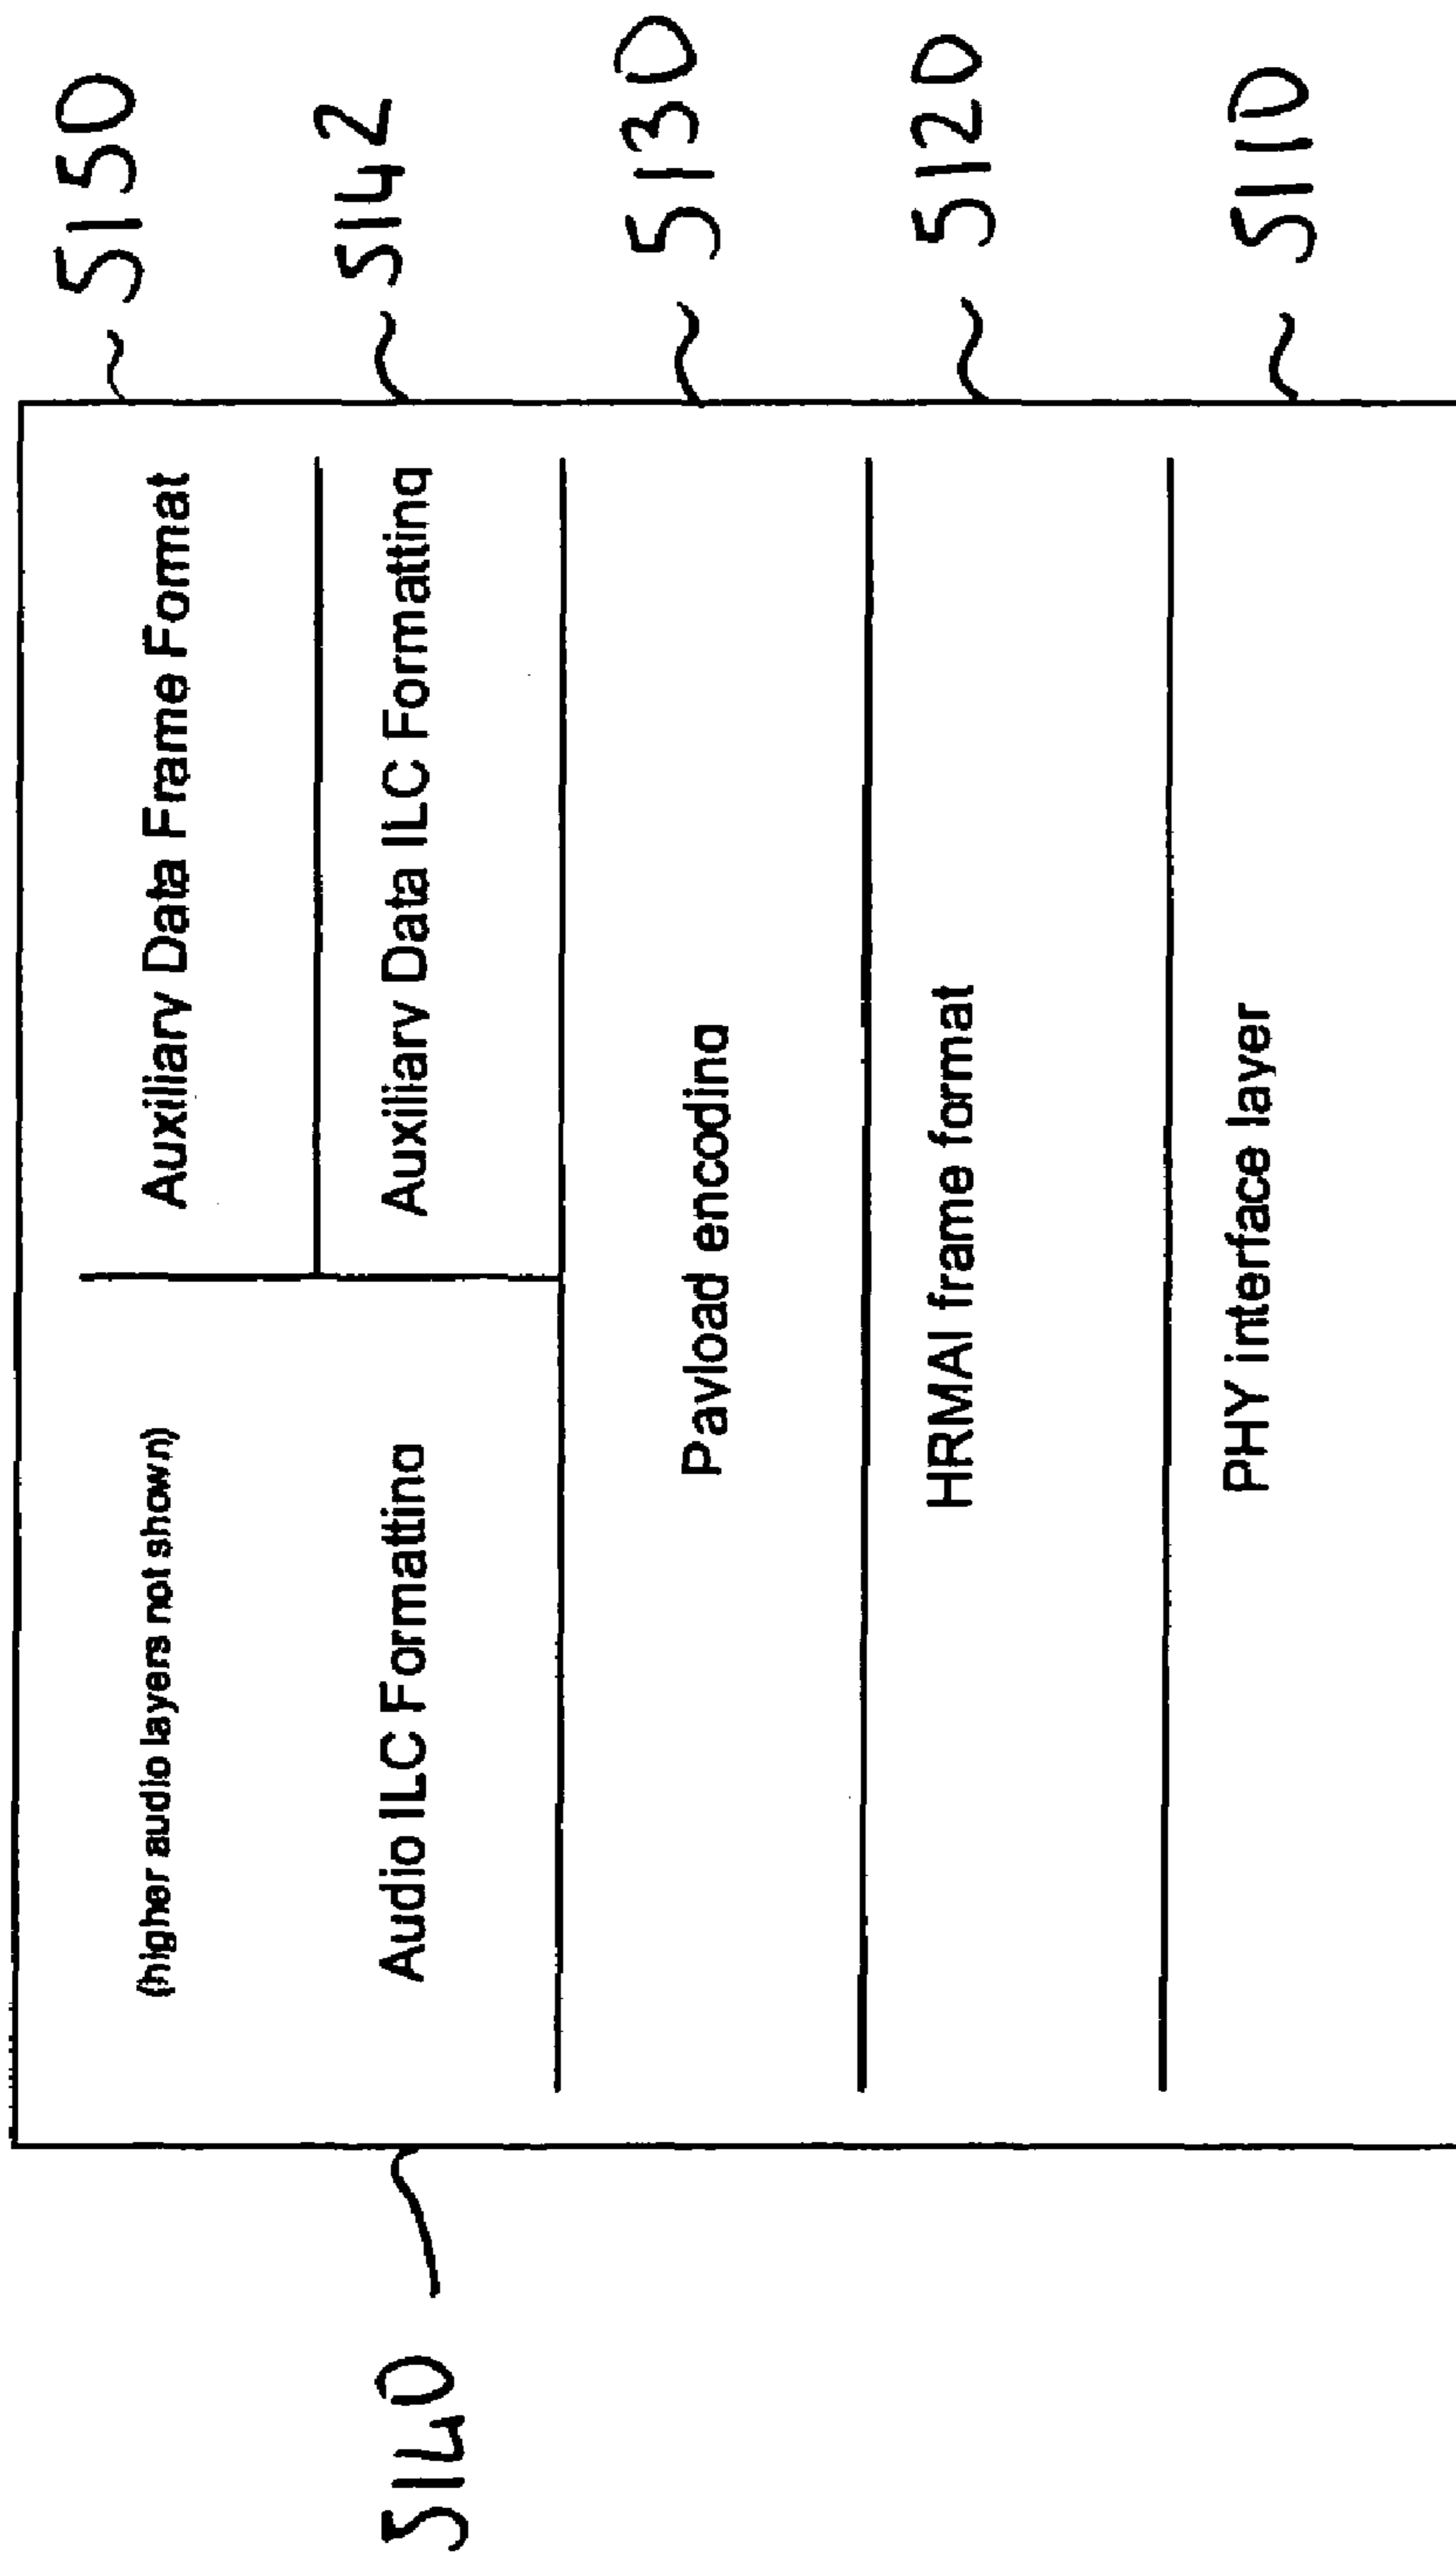 (higher audio layers not shown)
Auxiliary Data Frame Format
5150
5140
Audio ILC Formatting
Auxiliary Data ILC Formatting
5142
Payload encoding
5130
HRMAI frame format
5120
PHY interface layer
5110